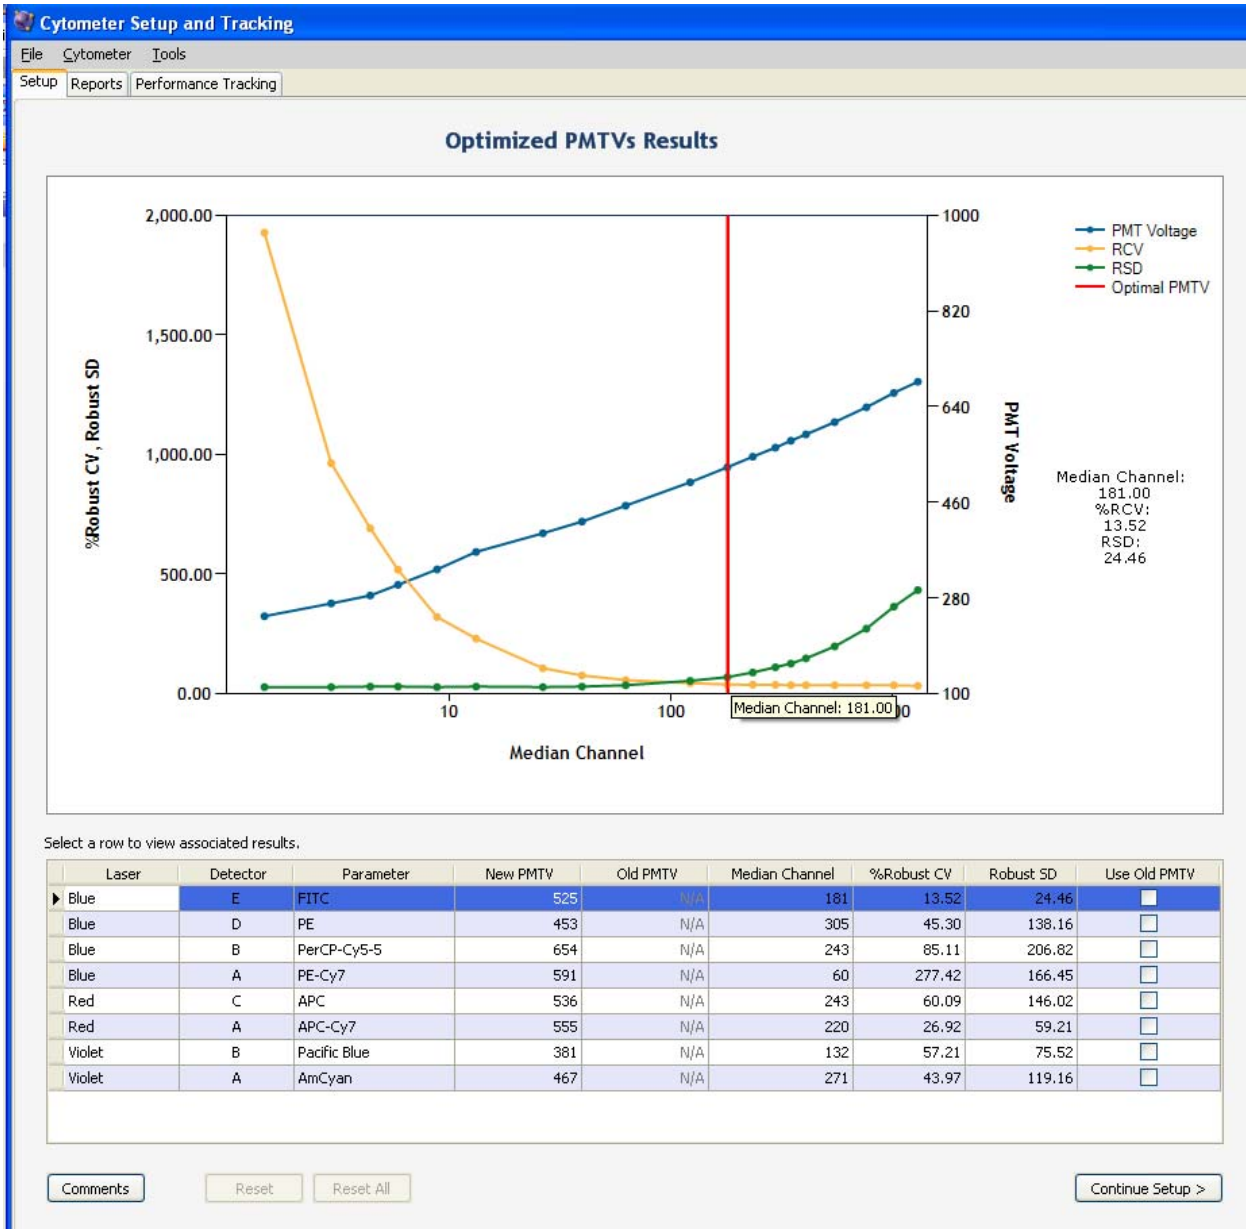 Cytometer Setup and Tracking
File Cytometer Tools
Setup Reports Performance Tracking
Optimized PMTVs Results
2,000.00
1,500.00
1,000.00
500.00
0.00
%Robust CV, Robust SD
10 100
Median Channel: 181.00
Median Channel
1000
820
640
460
280
100
PMT Voltage
PMT Voltage
RCV
RSD
Optimal PMTV
Median Channel:
181.00
%RCV:
13.52
RSD:
24.46
Select a row to view associated results.
Laser Detector Parameter New PMTV Old PMTV Median Channel %Robust CV Robust SD Use Old PMTV
Blue E FITC 525 N/A 181 13.52 24.46
Blue D PE 453 N/A 305 45.30 138.16
Blue B PerCP-Cy5-5 654 N/A 243 85.11 206.82
Blue A PE-Cy7 591 N/A 60 277.42 166.45
Red C APC 536 N/A 243 60.09 146.02
Red A APC-Cy7 555 N/A 220 26.92 59.21
Violet B Pacific Blue 381 N/A 132 57.21 75.52
Violet A AmCyan 467 N/A 271 43.97 119.16
Comments Reset Reset All Continue Setup >